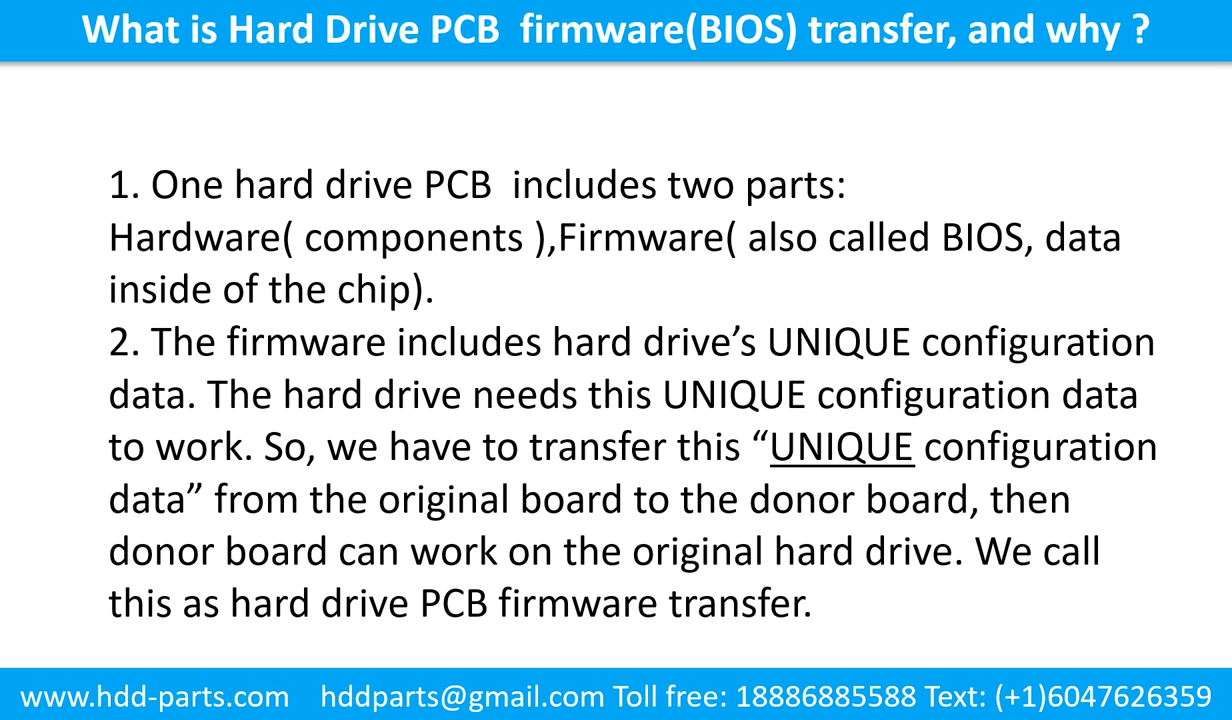 What is Hard Drive PCB  firmware(BIOS) transfer, and why ?
1. One hard drive PCB  includes two parts:
Hardware( components ),Firmware( also called BIOS, data
inside of the chip).
2. The firmware includes hard drive’s UNIQUE configuration
data. The hard drive needs this UNIQUE configuration data
to work. So, we have to transfer this “UNIQUE configuration
data” from the original board to the donor board, then
donor board can work on the original hard drive. We call
this as hard drive PCB firmware transfer.
www.hdd-parts.com    hddparts@gmail.com Toll free: 18886885588 Text: (+1)6047626359